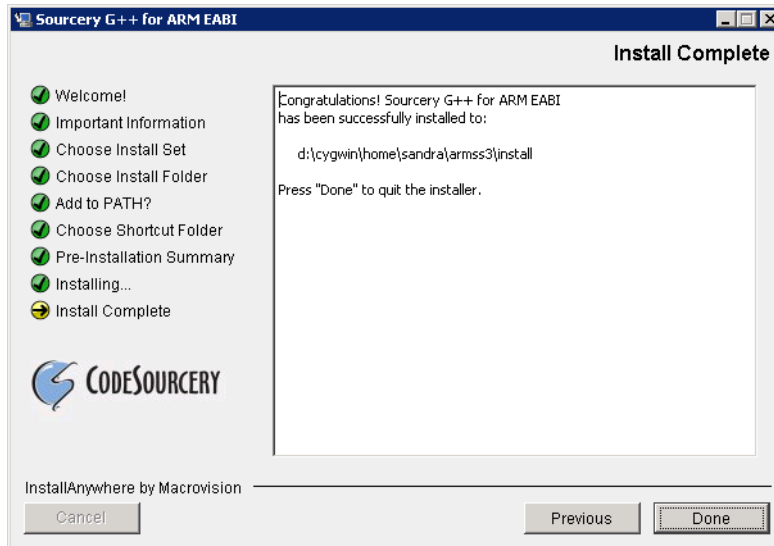 Sourcery G++ for ARM EABI
Install Complete
Welcome!
Important Information
Choose Install Set
Choose Install Folder
Add to PATH?
Choose Shortcut Folder
Pre-Installation Summary
Installing...
Install Complete
CODESOURCERY
Congratulations! Sourcery G++ for ARM EABI
has been successfully installed to:
d:\cygwin\home\sandra\armss3\install
Press "Done" to quit the installer.
InstallAnywhere by Macrovision
Cancel
Previous
Done